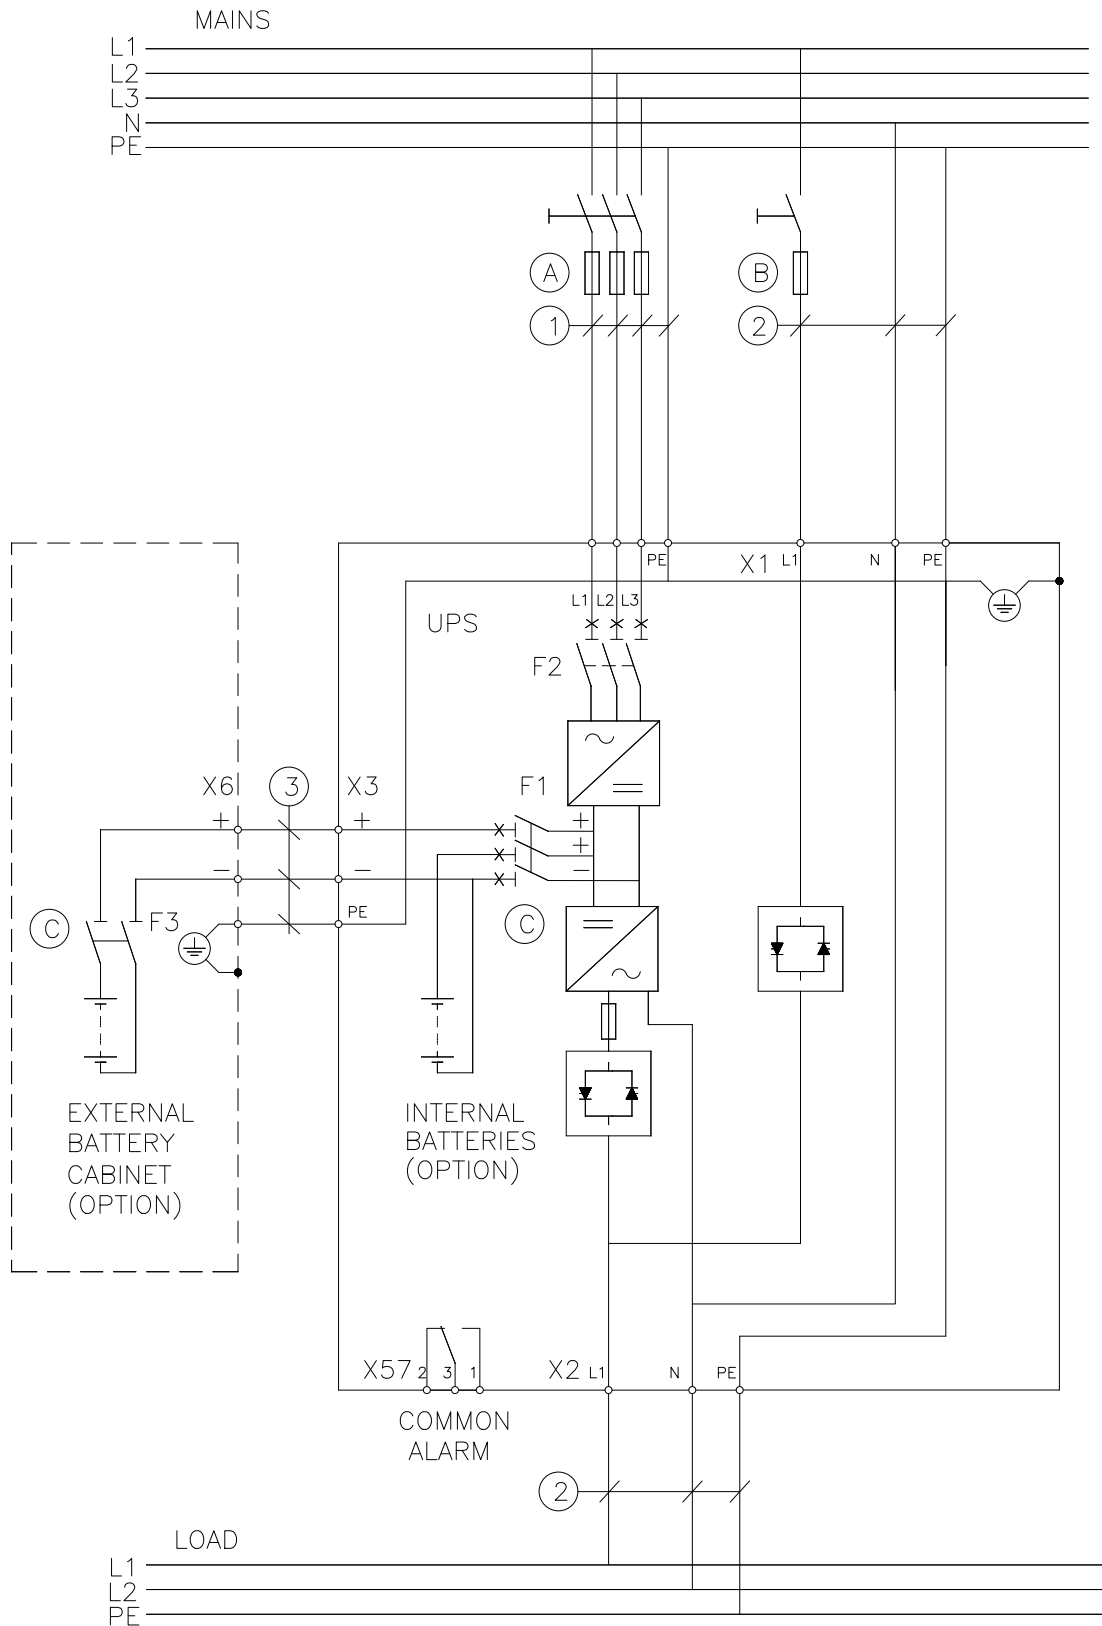 MAINS
L1
L2
L3
N
PE
A
B
1
2
PE
X1 L1
N
PE
L1 L2 L3
UPS
F2
X6
3
X3
F1
+
+
+
+
-
-
-
C
F3
PE
C
EXTERNAL
BATTERY
CABINET
(OPTION)
INTERNAL
BATTERIES
(OPTION)
X57 2 3 1
X2 L1
N
PE
COMMON
ALARM
2
LOAD
L1
L2
PE